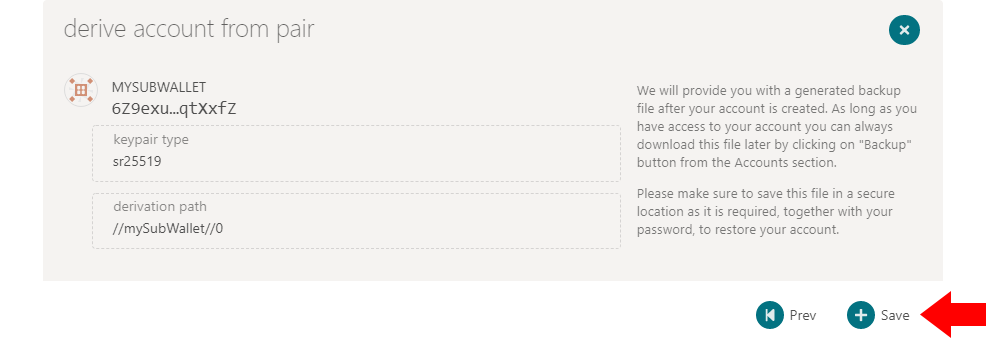 derive account from pair
MYSUBWALLET
6Z9exu…qtXxfZ
keypair type
sr25519
derivation path
//mySubWallet//0
We will provide you with a generated backup
file after your account is created. As long as you
have access to your account you can always
download this file later by clicking on "Backup"
button from the Accounts section.
Please make sure to save this file in a secure
location as it is required, together with your
password, to restore your account.
Prev
Save